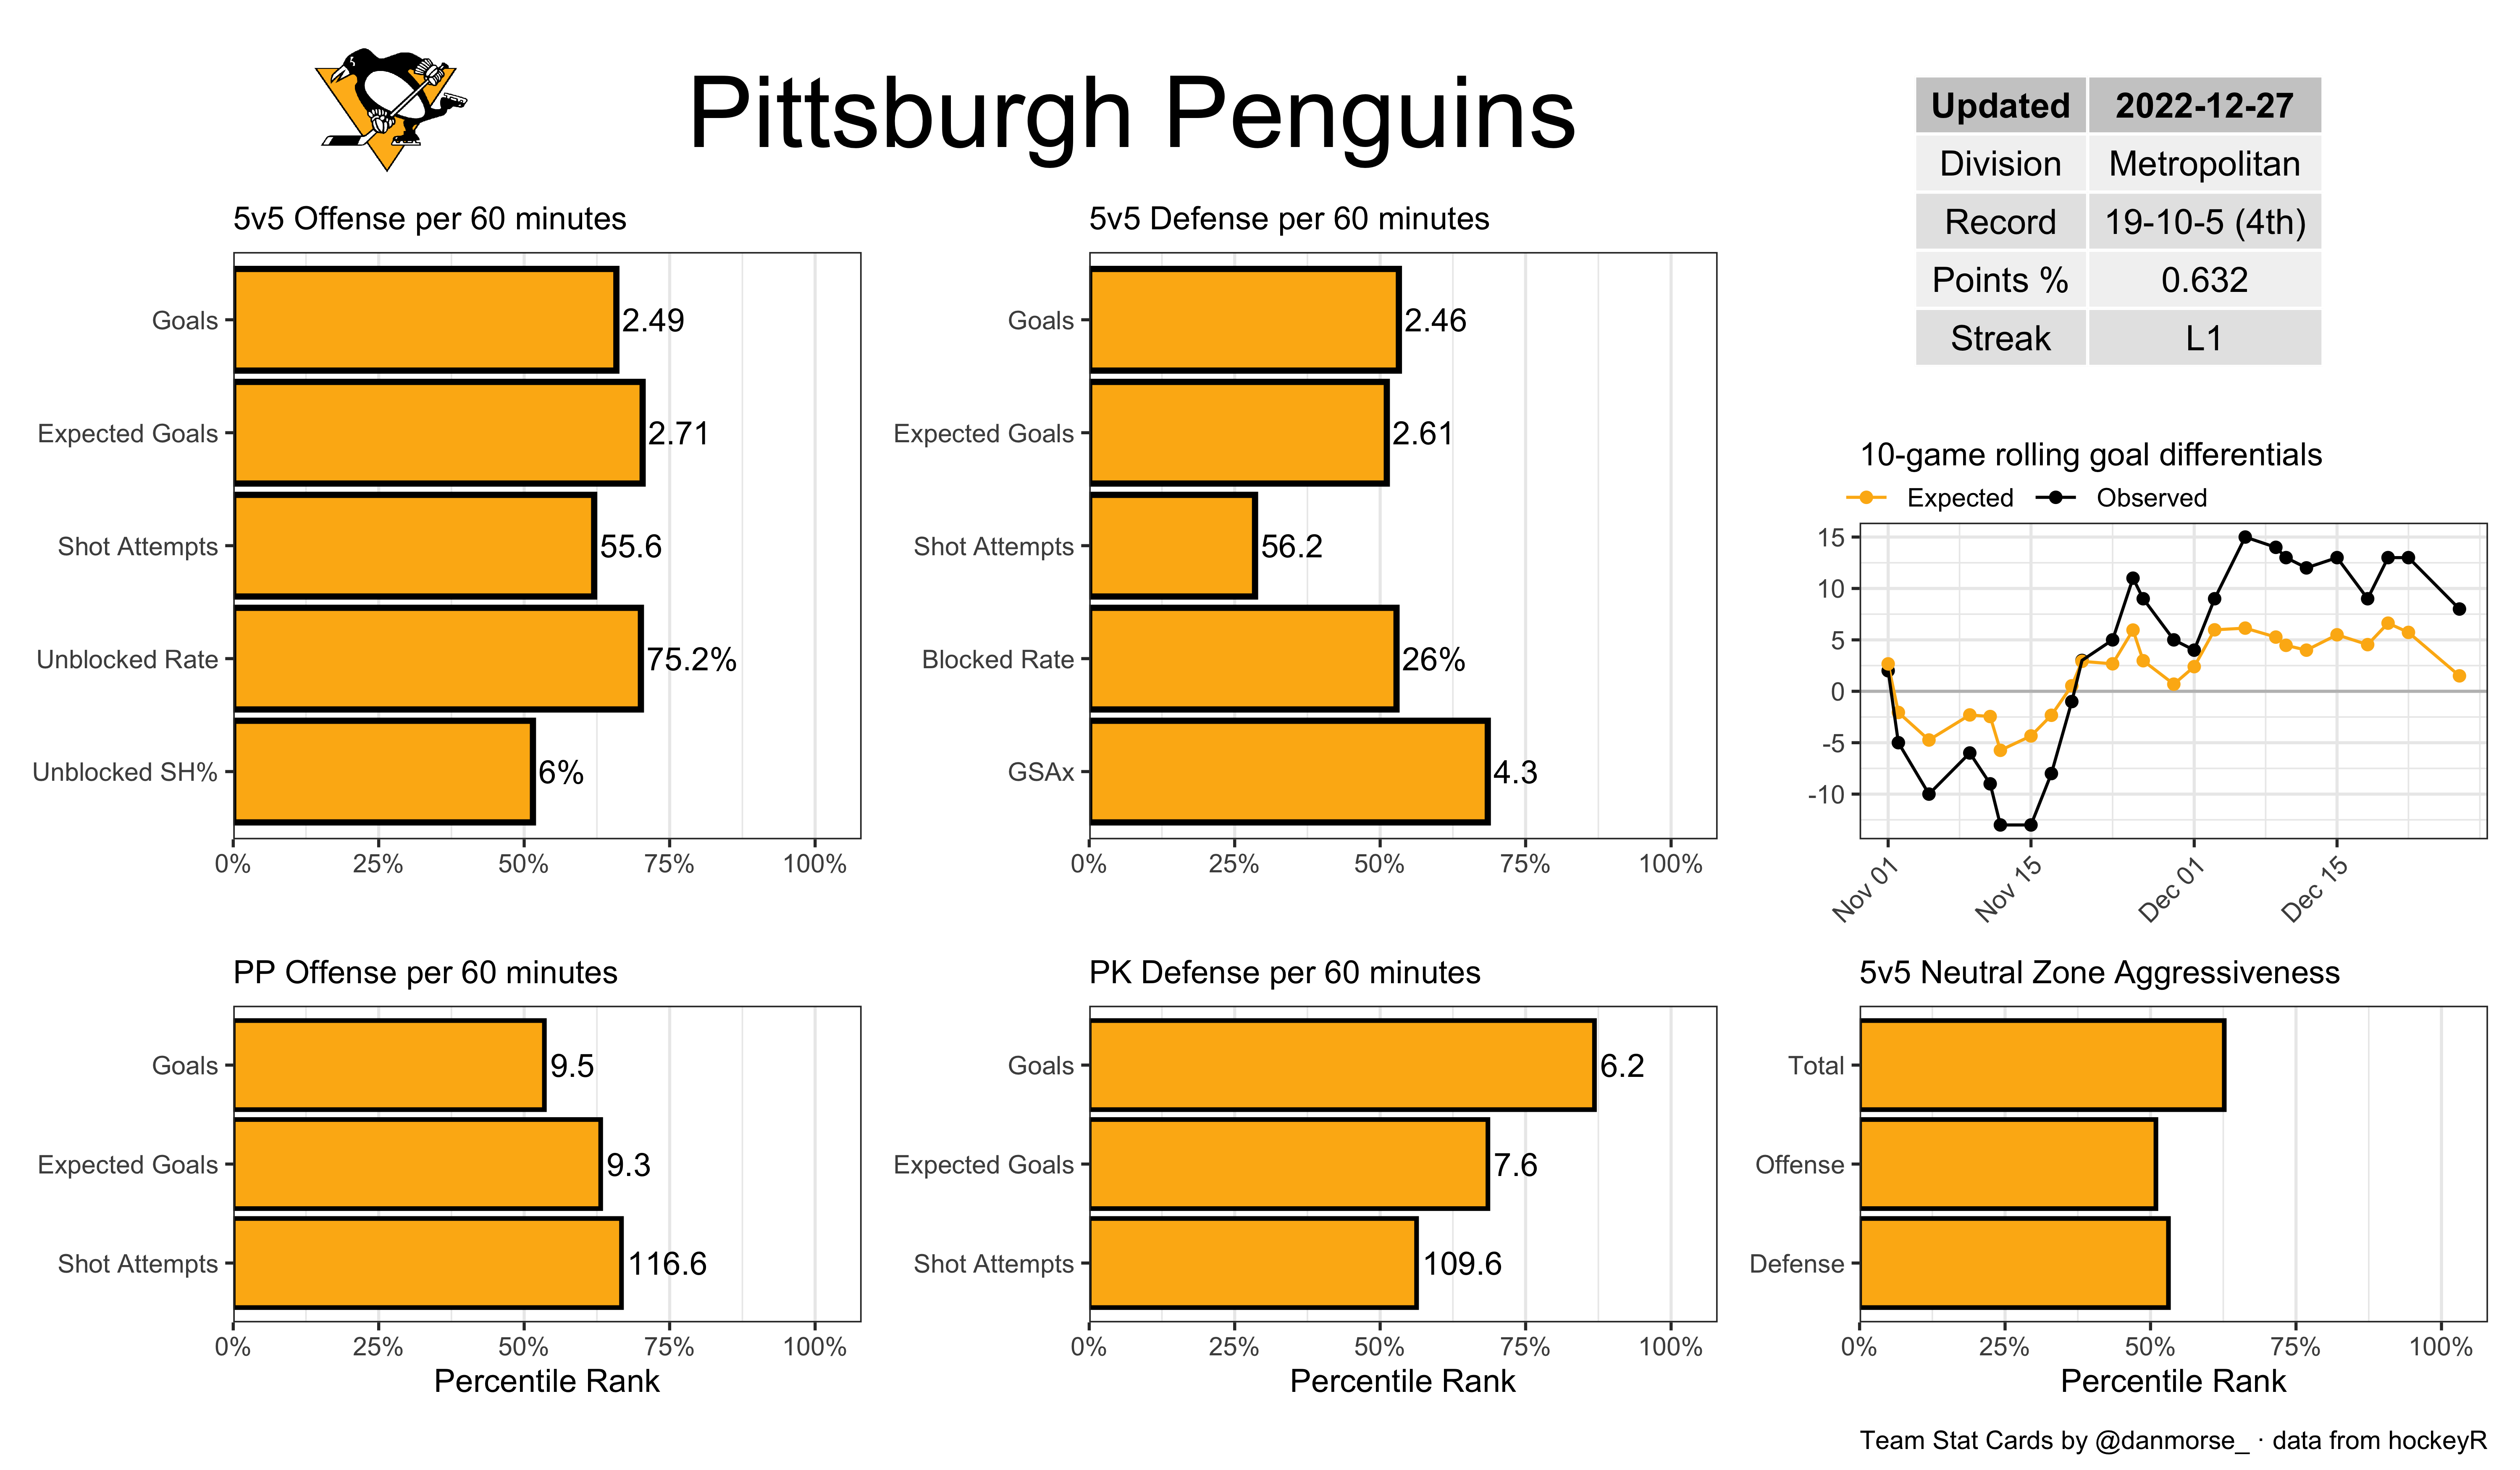 Pittsburgh Penguins
Updated 2022-12-27
Division Metropolitan
Record 19-10-5 (4th)
Points % 0.632
Streak L1
5v5 Offense per 60 minutes
Goals 2.49
Expected Goals 2.71
Shot Attempts 55.6
Unblocked Rate 75.2%
Unblocked SH% 6%
0% 25% 50% 75% 100%
5v5 Defense per 60 minutes
Goals 2.46
Expected Goals 2.61
Shot Attempts 56.2
Blocked Rate 26%
GSAx 4.3
0% 25% 50% 75% 100%
10-game rolling goal differentials
Expected Observed
15
10
5
0
-5
-10
Nov 01 Nov 15 Dec 01 Dec 15
PP Offense per 60 minutes
Goals 9.5
Expected Goals 9.3
Shot Attempts 116.6
0% 25% 50% 75% 100%
Percentile Rank
PK Defense per 60 minutes
Goals 6.2
Expected Goals 7.6
Shot Attempts 109.6
0% 25% 50% 75% 100%
Percentile Rank
5v5 Neutral Zone Aggressiveness
Total
Offense
Defense
0% 25% 50% 75% 100%
Percentile Rank
Team Stat Cards by @danmorse_ · data from hockeyR